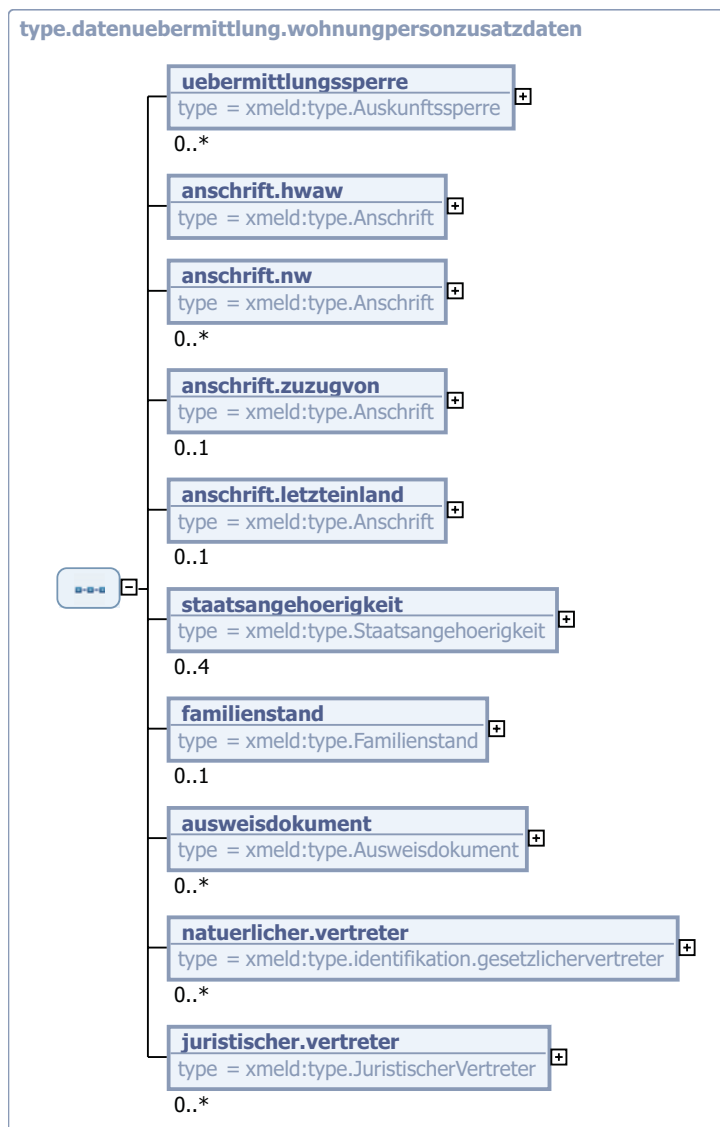 type.datenuebermittlung.wohnungpersonzusatzdaten
uebermittlungssperre
type = xmeld:type.Auskunftssperre
0..*
anschrift.hwaw
type = xmeld:type.Anschrift
anschrift.nw
type = xmeld:type.Anschrift
0..*
anschrift.zuzugvon
type = xmeld:type.Anschrift
0..1
anschrift.letzteinland
type = xmeld:type.Anschrift
0..1
staatsangehoerigkeit
type = xmeld:type.Staatsangehoerigkeit
0..4
familienstand
type = xmeld:type.Familienstand
0..1
ausweisdokument
type = xmeld:type.Ausweisdokument
0..*
natuerlicher.vertreter
type = xmeld:type.identifikation.gesetzlichervertreter
0..*
juristischer.vertreter
type = xmeld:type.JuristischerVertreter
0..*